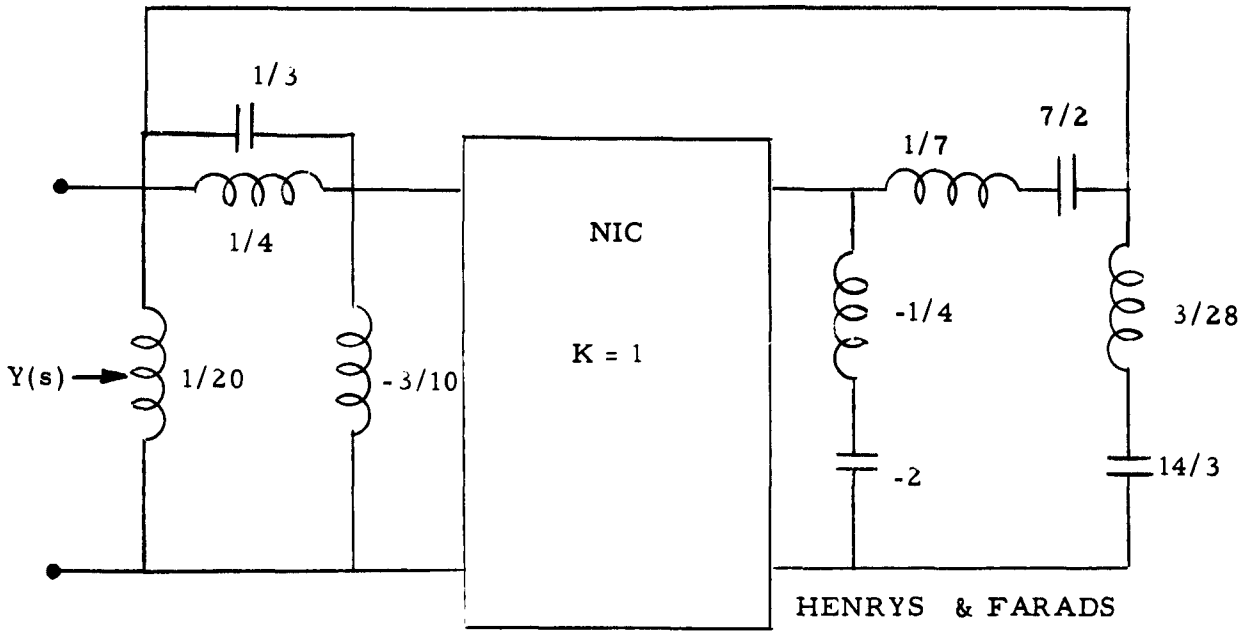 1/3
7/2
1/7
1/4
NIC
K = 1
-1/4
3/28
Y(s)
1/20
-3/10
-2
14/3
HENRYS & FARADS